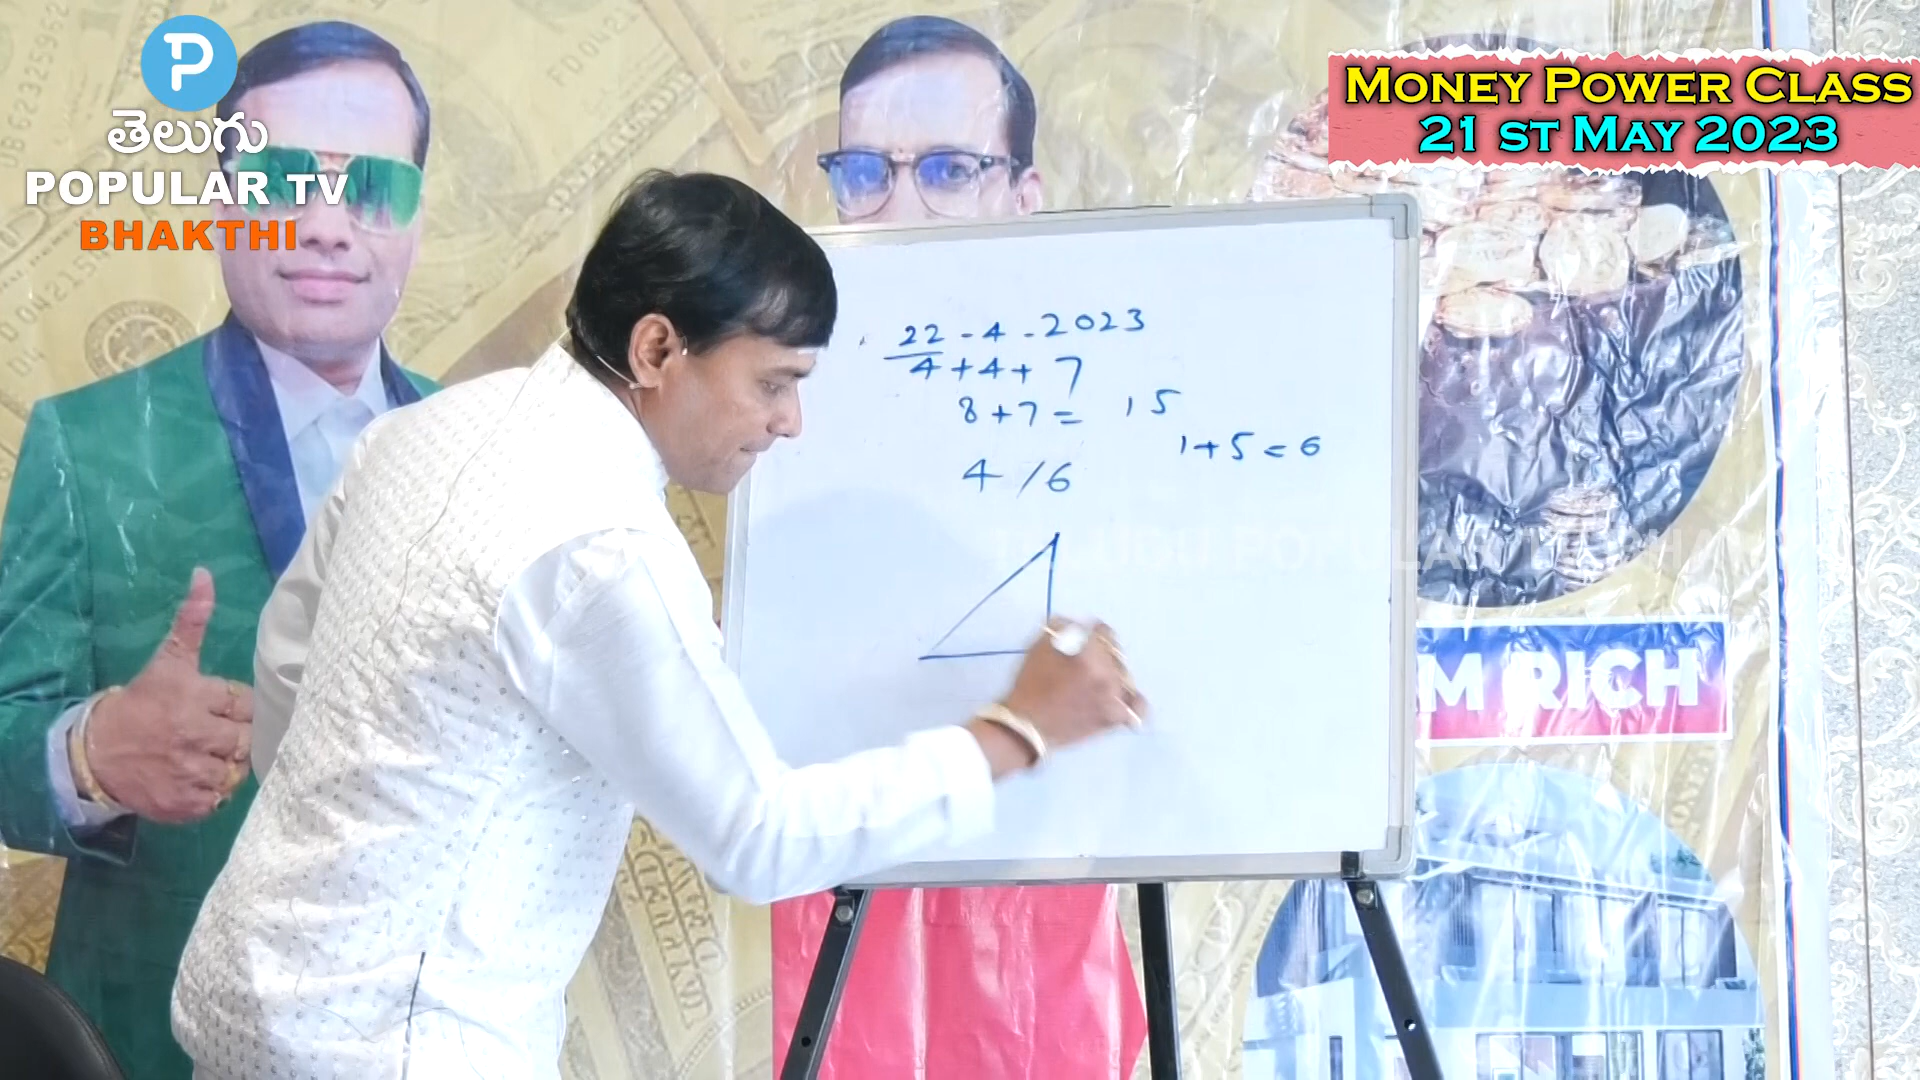 తెలుగు
POPULAR TV
BHAKTHI
MONEY POWER CLASS
21 ST MAY 2023
22 - 4 - 2023
4 + 4 + 7
8 + 7 = 15
1 + 5 = 6
4 / 6
M RICH